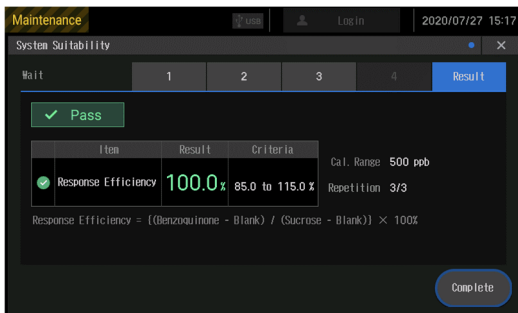 Maintenance USB Login 2020/07/27 15:17
System Suitability
Wait 1 2 3 4 Result
Pass
Item Result Criteria
Response Efficiency 100.0% 85.0 to 115.0 %
Cal. Range 500 ppb
Repetition 3/3
Response Efficiency = [(Benzoquinone - Blank) / (Sucrose - Blank)] × 100%
Complete